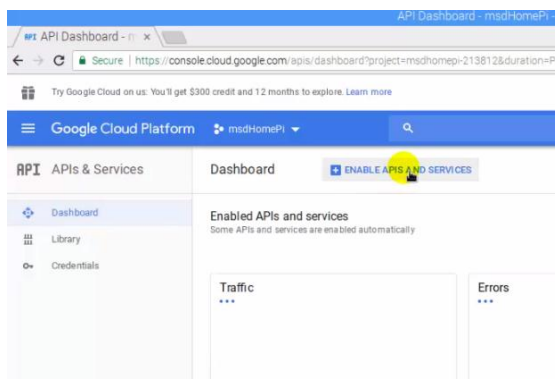 API Dashboard - msdHomePi -
API API Dashboard - m
Secure | https://console.cloud.google.com/apis/dashboard?project=msdhomepi-213812&duration=P
Try Google Cloud on us. You'll get $300 credit and 12 months to explore. Learn more
Google Cloud Platform msdHomePi
API APIs & Services Dashboard ENABLE APIS AND SERVICES
Dashboard
Library
Credentials
Enabled APIs and services
Some APIs and services are enabled automatically
Traffic
Errors